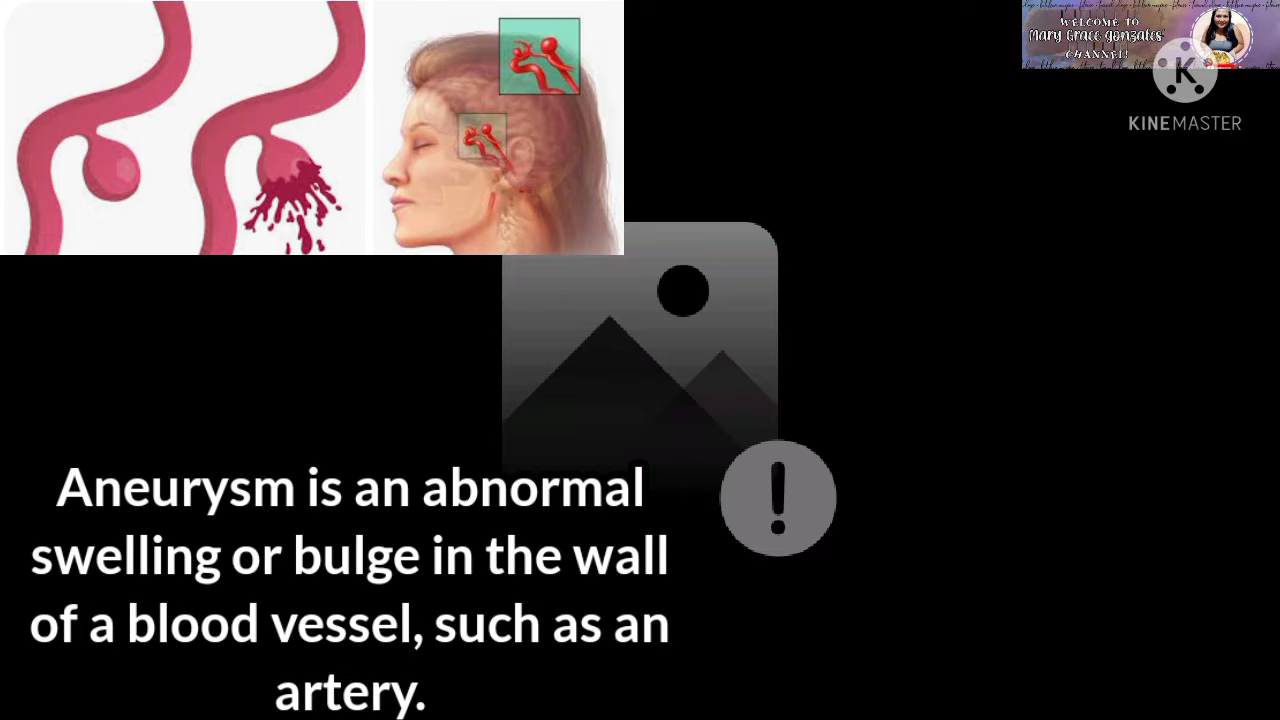 WELCOME TO
Mary Grace gonzales'
CHANNEL!
K
KINEMASTER
Aneurysm is an abnormal
swelling or bulge in the wall
of a blood vessel, such as an
artery.